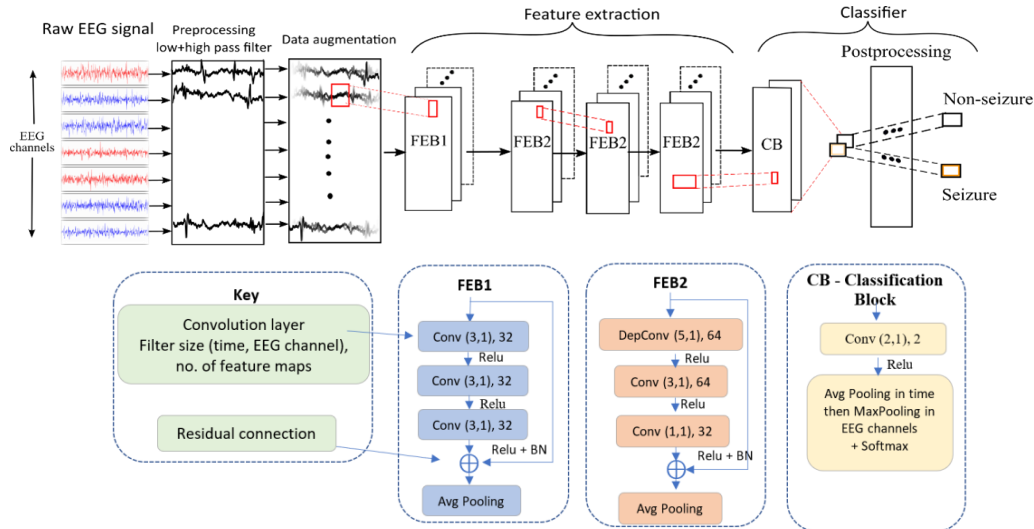 Raw EEG signal
Preprocessing
low+high pass filter
Data augmentation
Feature extraction
Classifier
Postprocessing
EEG
channels
FEB1
FEB2
FEB2
FEB2
CB
Non-seizure
Seizure
Key
Convolution layer
Filter size (time, EEG channel),
no. of feature maps
Residual connection
FEB1
Conv (3,1), 32
Relu
Conv (3,1), 32
Relu
Conv (3,1), 32
Relu + BN
Avg Pooling
FEB2
DepConv (5,1), 64
Relu
Conv (3,1), 64
Relu
Conv (1,1), 32
Relu + BN
Avg Pooling
CB - Classification
Block
Conv (2,1), 2
Relu
Avg Pooling in time
then MaxPooling in
EEG channels
+ Softmax